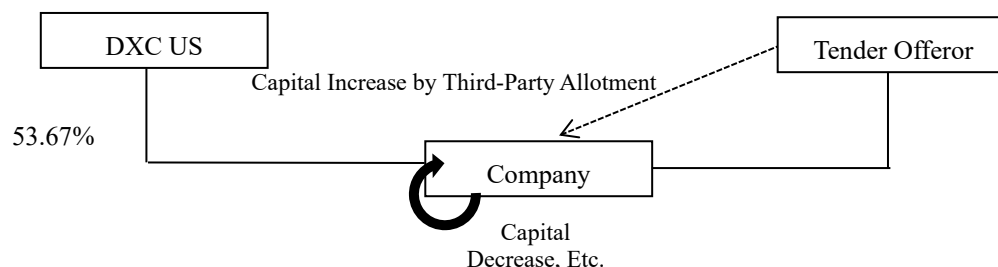 DXC US
Tender Offeror
Capital Increase by Third-Party Allotment
53.67%
Company
Capital
Decrease, Etc.